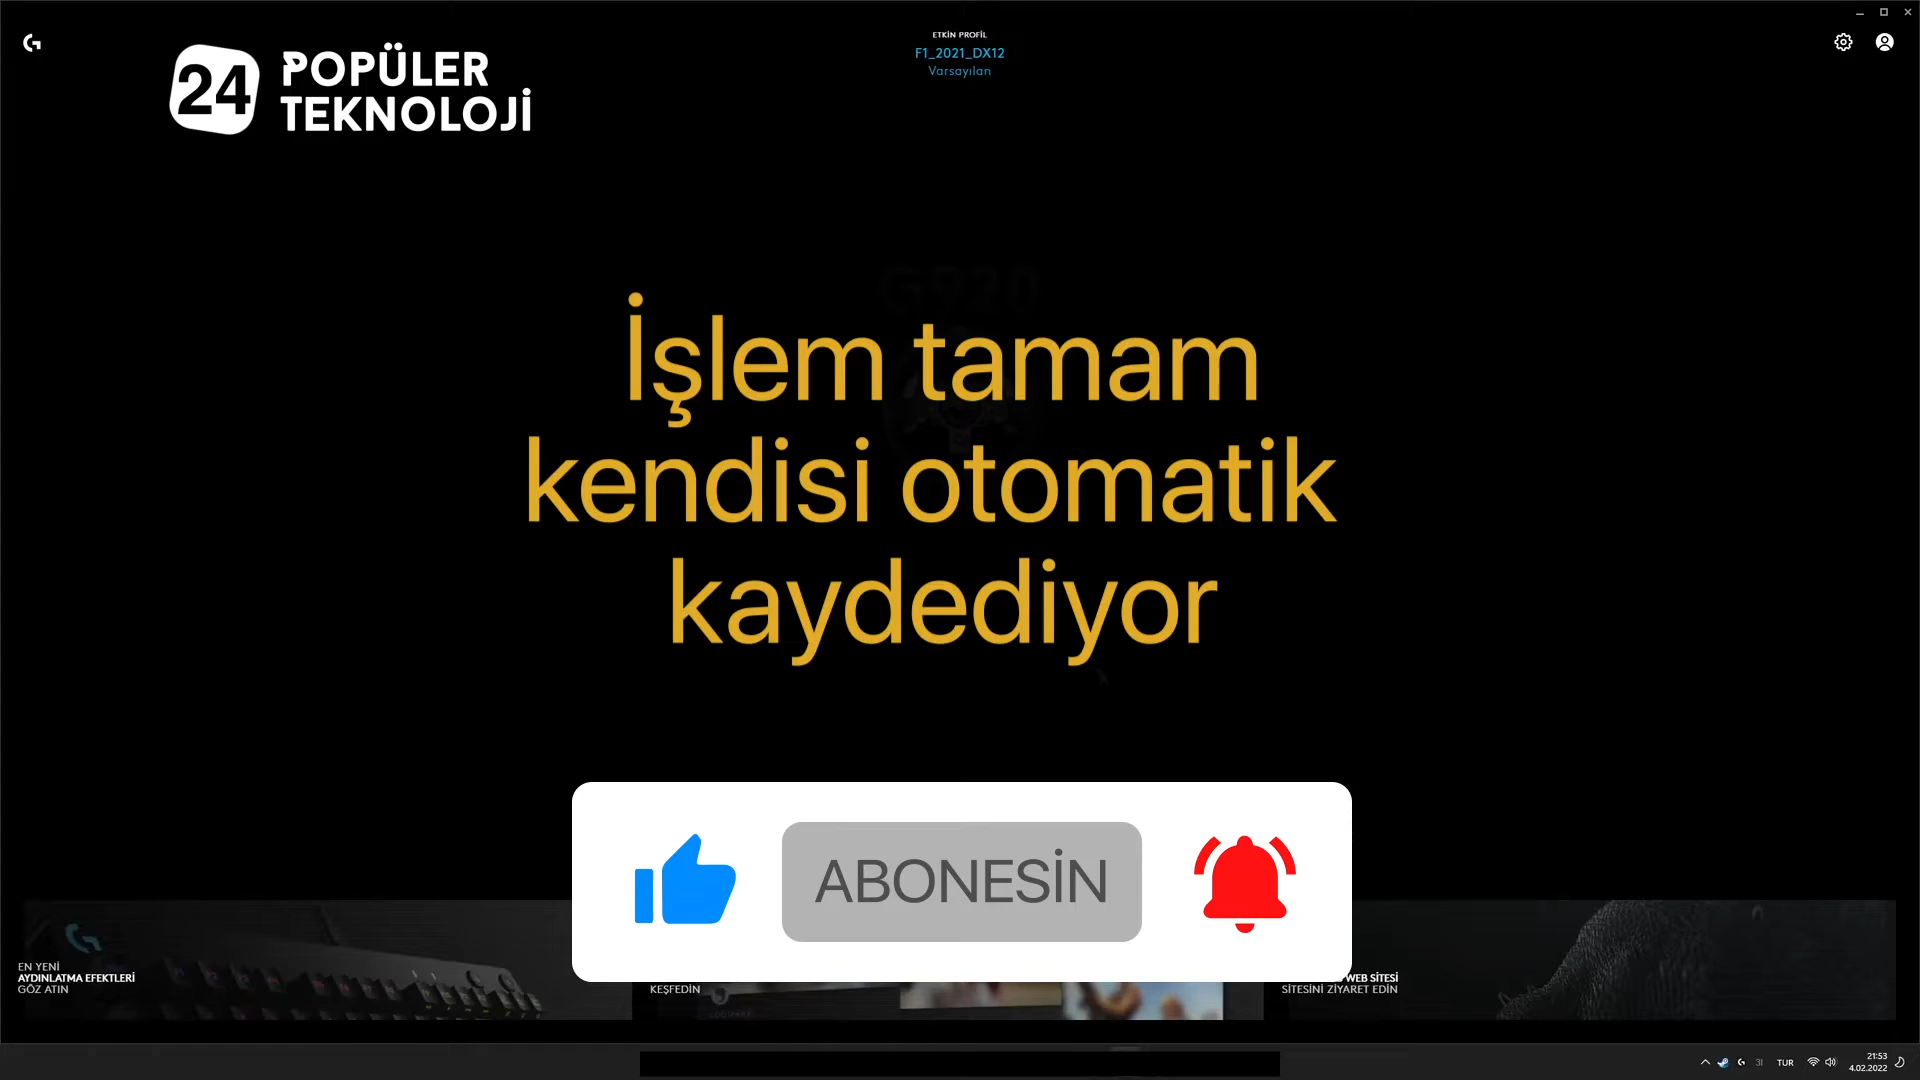 ETKİN PROFİL
F1_2021_DX12
Varsayılan
24 POPÜLER
TEKNOLOJİ
G920
İşlem tamam
kendisi otomatik
kaydediyor
ABONESİN
EN YENİ
AYDINLATMA EFEKTLERİ
GÖZ ATIN
KEŞFEDİN
WEB SİTESİ
SİTESİNİ ZİYARET EDİN
TUR
21:53
4.02.2022